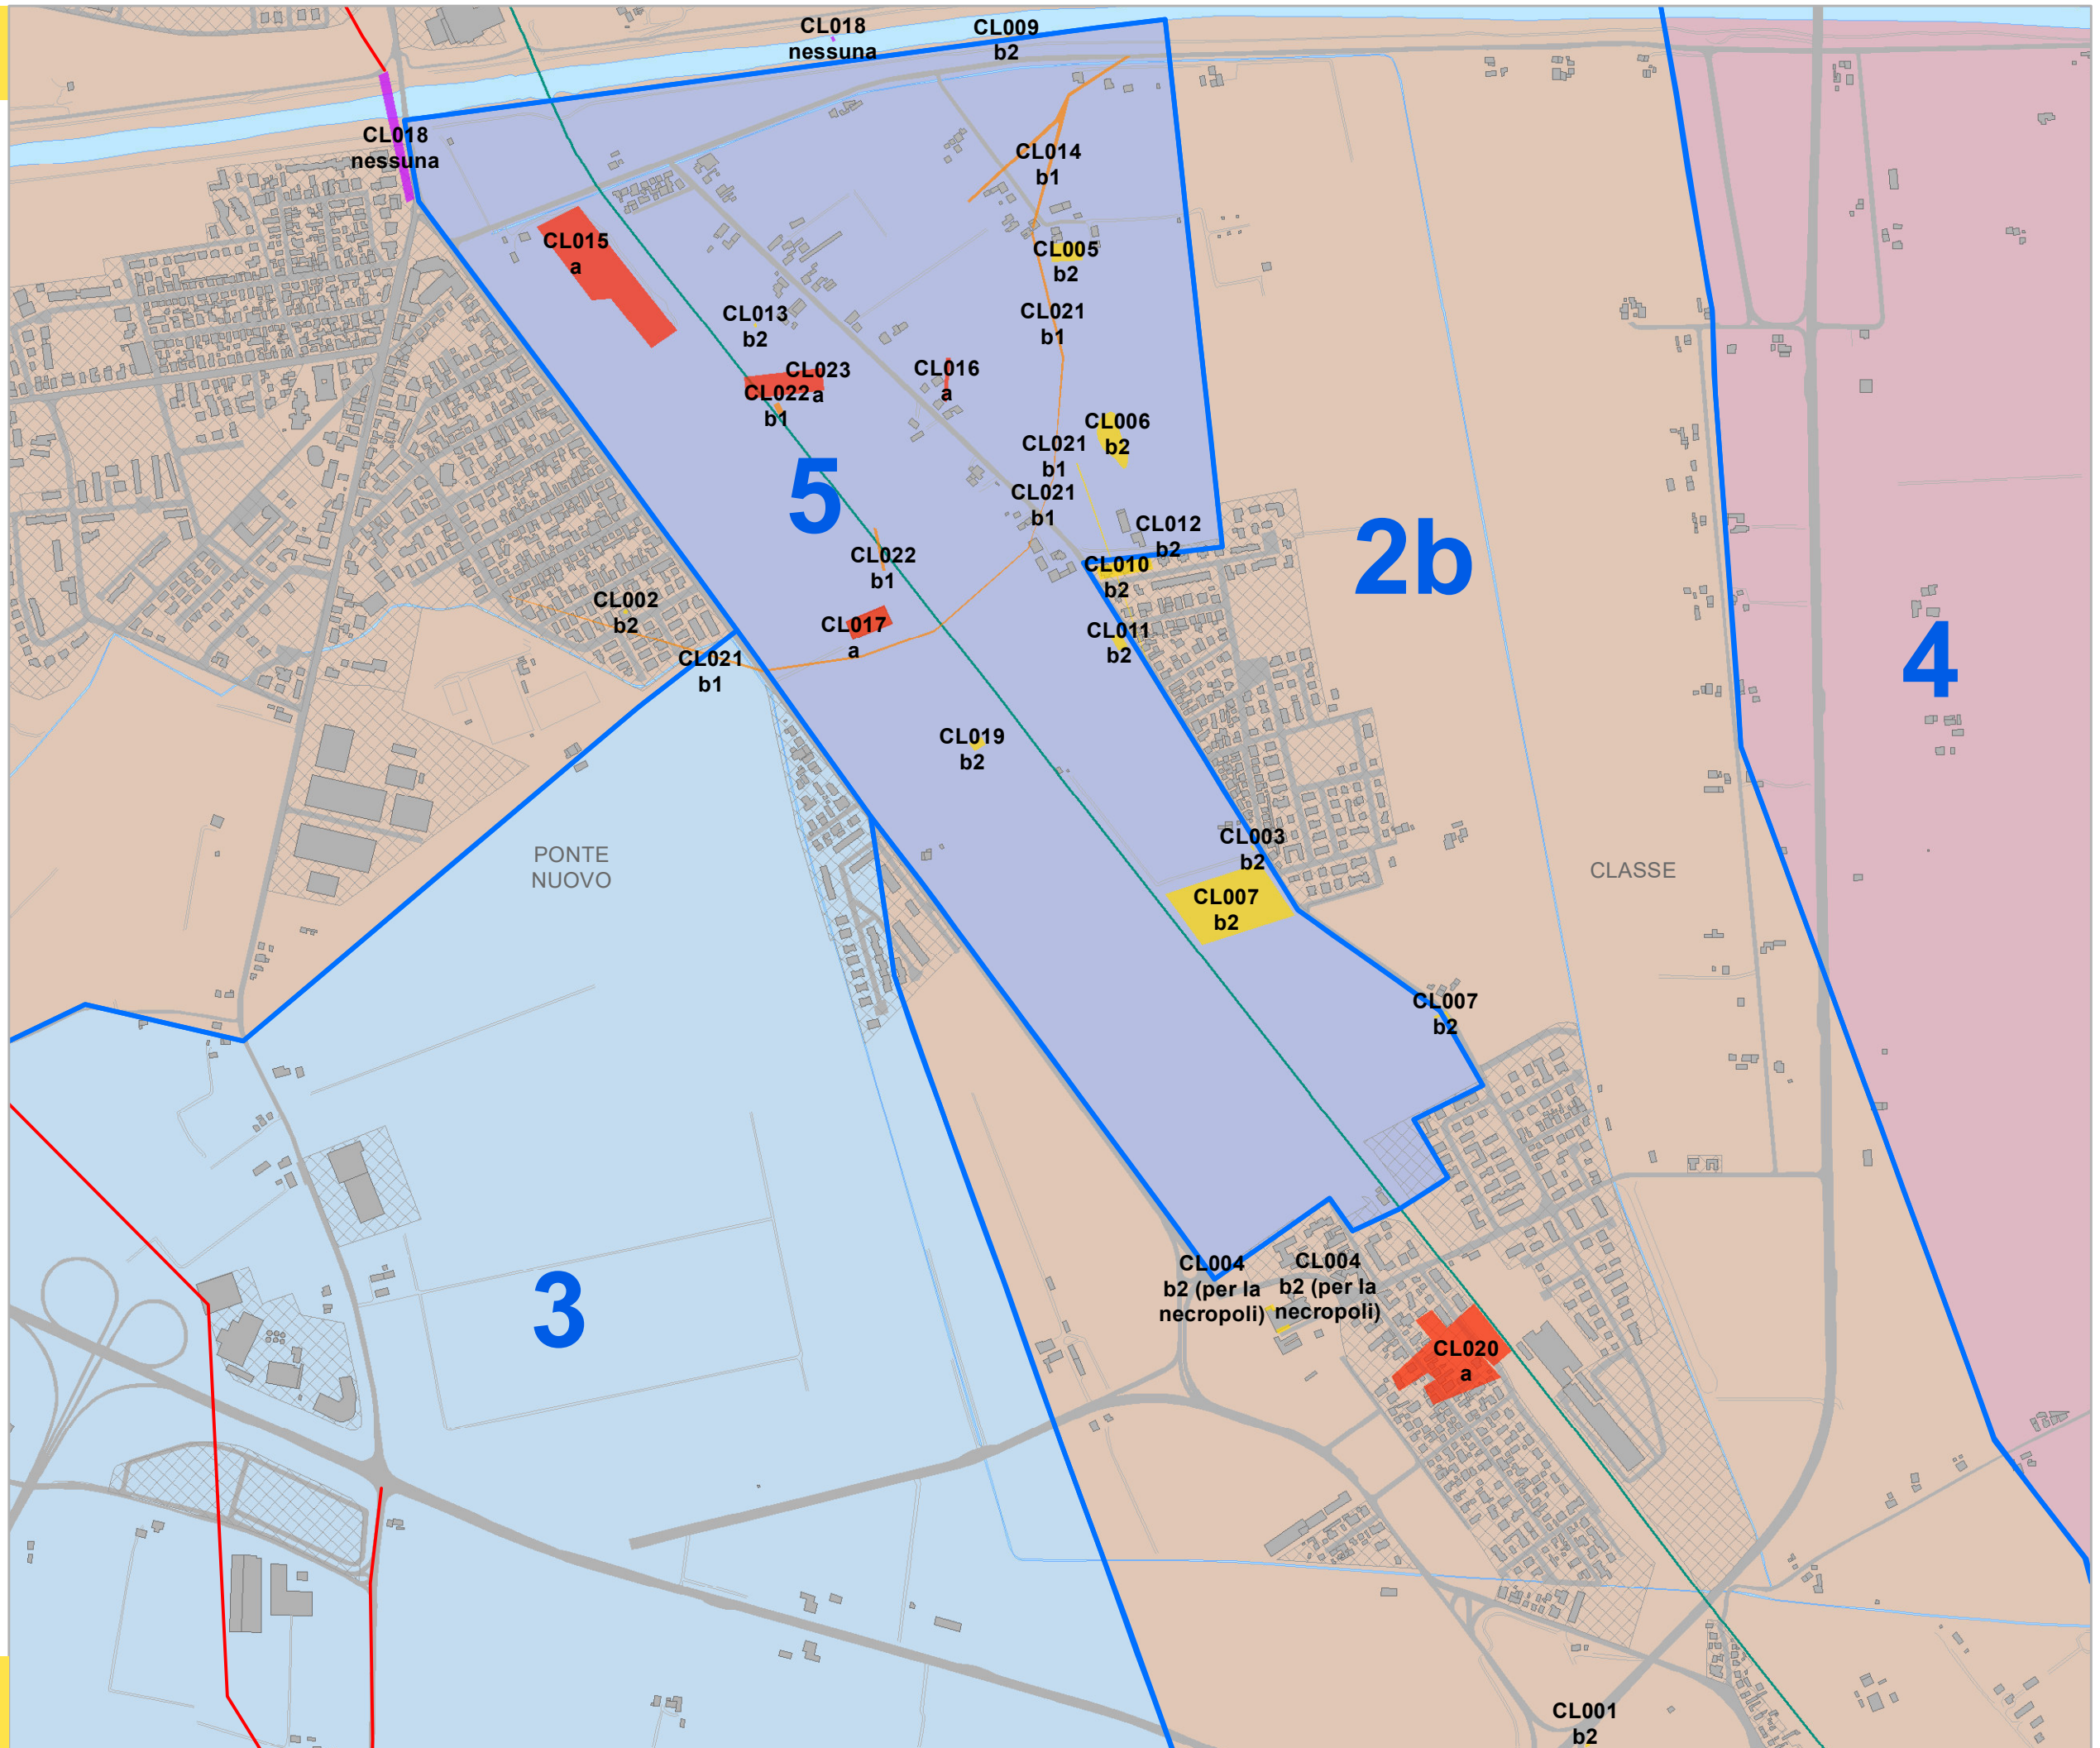 CL018
nessuna
CL009
b2
CL018
nessuna
CL014
b1
CL015
a
CL005
b2
CL013
b2
CL021
b1
CL023
a
CL016
a
CL022
b1
CL006
b2
CL021
b1
5
CL021
b1
CL012
b2
2b
CL022
b1
CL010
b2
CL002
b2
CL017
a
CL011
b2
4
CL021
b1
CL019
b2
CL003
b2
PONTE
NUOVO
CLASSE
CL007
b2
CL007
b2
CL004
b2 (per la
necropoli)
CL004
b2 (per la
necropoli)
3
CL020
a
CL001
b2